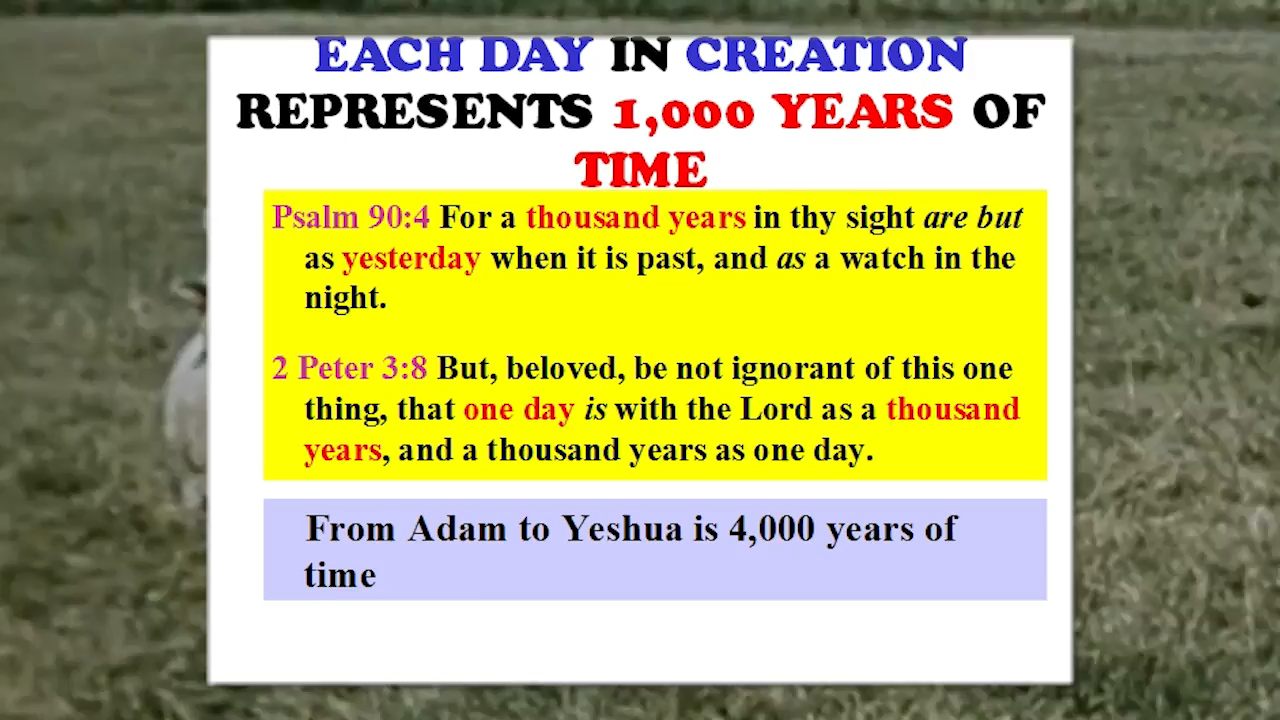 EACH DAY IN CREATION
REPRESENTS 1,000 YEARS OF
TIME
Psalm 90:4 For a thousand years in thy sight are but
as yesterday when it is past, and as a watch in the
night.
2 Peter 3:8 But, beloved, be not ignorant of this one
thing, that one day is with the Lord as a thousand
years, and a thousand years as one day.
From Adam to Yeshua is 4,000 years of
time